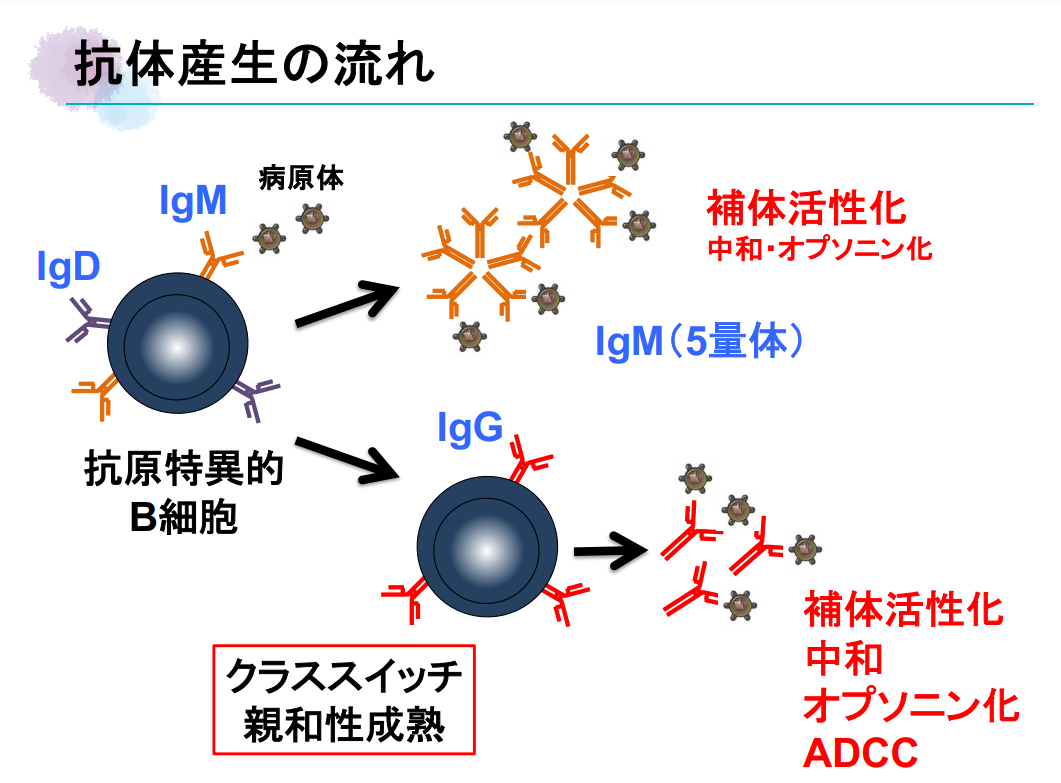 抗体産生の流れ
病原体
IgM
IgD
補体活性化
中和・オプソニン化
IgM（5量体）
抗原特異的
B細胞
IgG
クラススイッチ
親和性成熟
補体活性化
中和
オプソニン化
ADCC